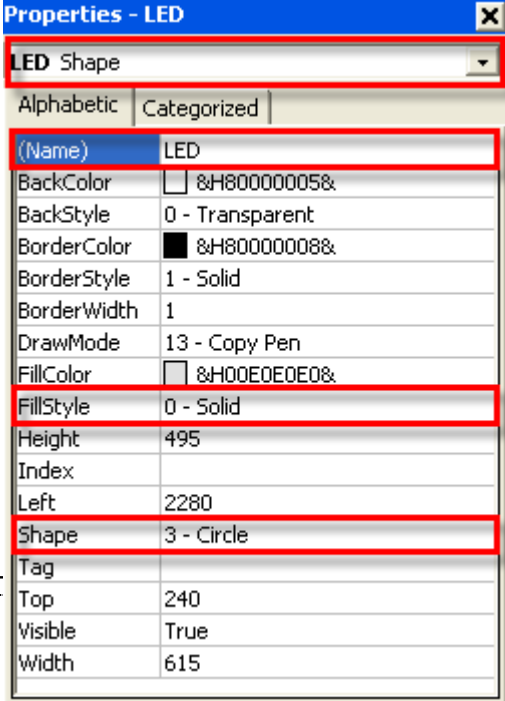 Properties - LED
LED Shape
Alphabetic Categorized
(Name) LED
BackColor &H80000005&
BackStyle 0 - Transparent
BorderColor &H80000008&
BorderStyle 1 - Solid
BorderWidth 1
DrawMode 13 - Copy Pen
FillColor &H00E0E0E0&
FillStyle 0 - Solid
Height 495
Index
Left 2280
Shape 3 - Circle
Tag
Top 240
Visible True
Width 615